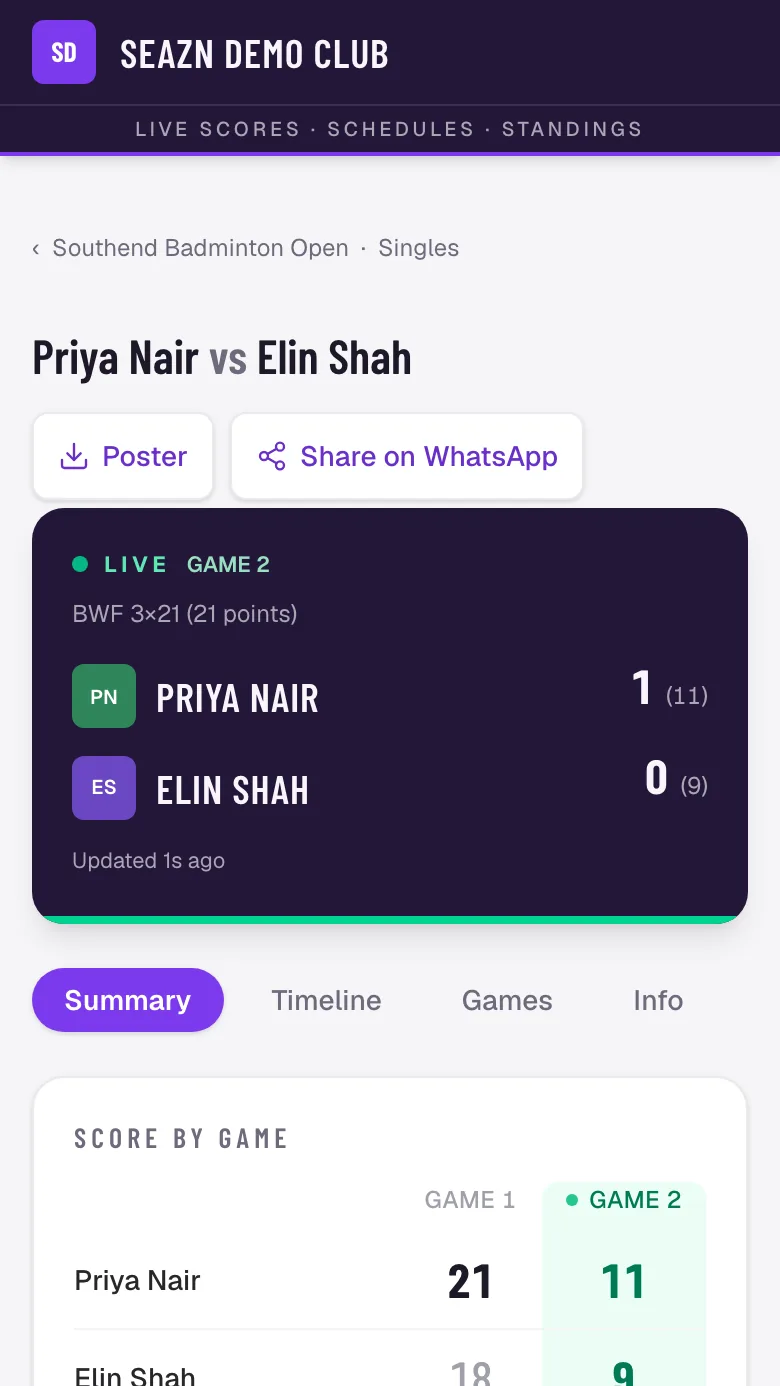 SD SEAZN DEMO CLUB
LIVE SCORES · SCHEDULES · STANDINGS
‹ Southend Badminton Open · Singles
Priya Nair vs Elin Shah
Poster Share on WhatsApp
LIVE GAME 2
BWF 3×21 (21 points)
PN PRIYA NAIR 1 (11)
ES ELIN SHAH 0 (9)
Updated 1s ago
Summary Timeline Games Info
SCORE BY GAME
GAME 1 GAME 2
Priya Nair 21 11
Elin Shah 18 9